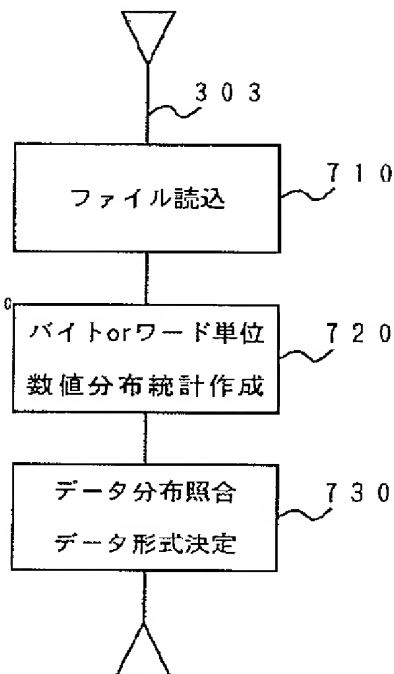 303
ファイル読込
710
0
バイトorワード単位
数値分布統計作成
720
データ分布照合
データ形式決定
730